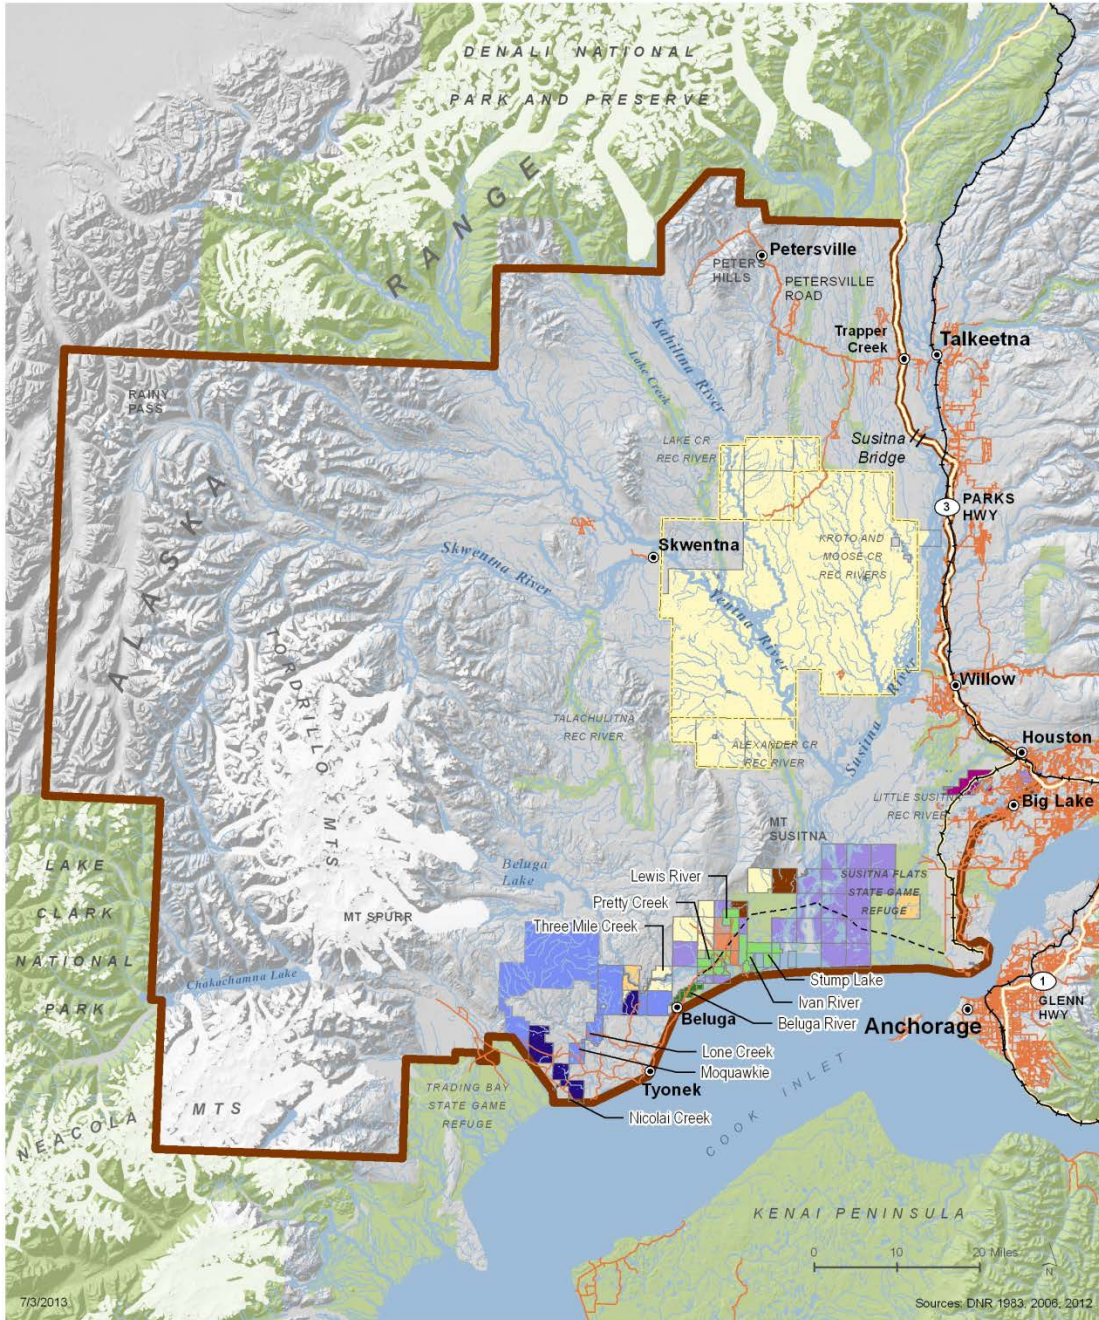 DENALI NATIONAL
PARK AND PRESERVE
RANGE
Petersville
PETERS
HILLS
PETERSVILLE
ROAD
Trapper
Creek
Talkeetna
Kahiltna River
Lake Creek
RAINY
PASS
LAKE CR
REC RIVER
Susitna
Bridge
ALASKA
3
PARKS
HWY
Skwentna
KROTO AND
MOOSE CR
REC RIVERS
Skwentna River
Yentna River
TORDRILLO MTS
Willow
TALACHULITNA
REC RIVER
ALEXANDER CR
REC RIVER
Susitna River
Houston
LITTLE SUSITNA
REC RIVER
Big Lake
MT
SUSITNA
LAKE
CLARK
NATIONAL
PARK
Beluga
Lake
Lewis River
SUSITNA FLATS
STATE GAME
REFUGE
Pretty Creek
MT SPURR
Three Mile Creek
Chakachamna Lake
Stump Lake
Ivan River
1
GLENN
HWY
Beluga
Beluga River
Anchorage
Lone Creek
Moquawkie
Tyonek
TRADING BAY
STATE GAME
REFUGE
Nicolai Creek
NEACOLA MTS
COOK INLET
KENAI PENINSULA
0 10 20 Miles
N
7/3/2013
Sources: DNR 1983, 2006, 2012